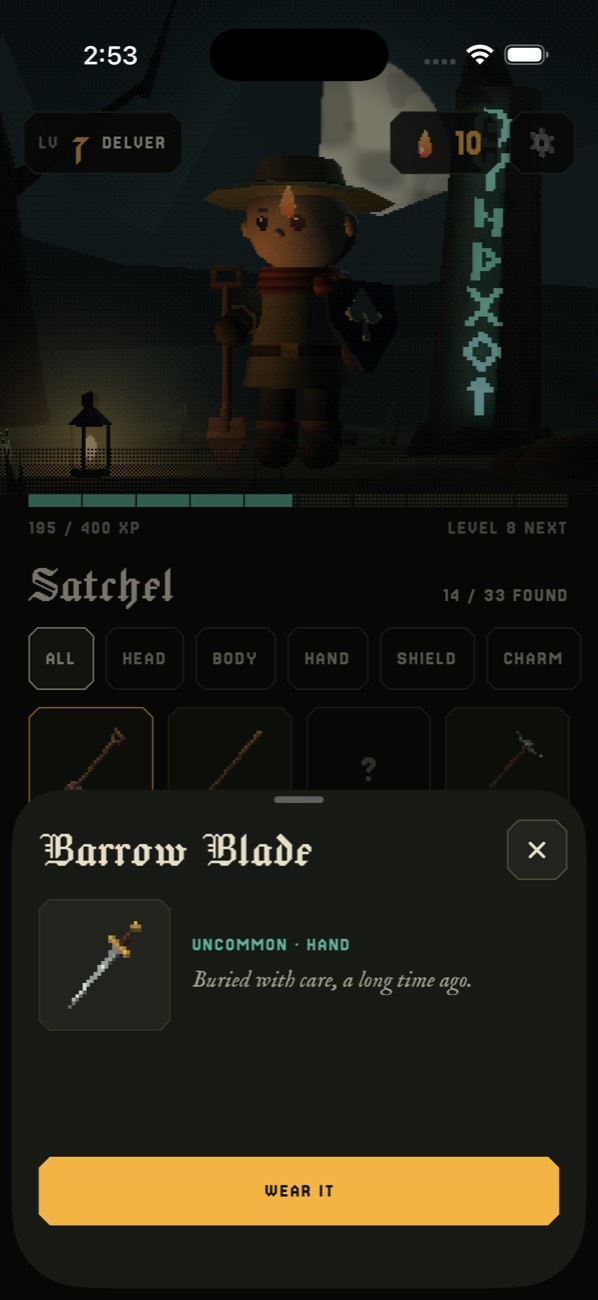 2:53
LV 7 DELVER
10
195 / 400 XP
LEVEL 8 NEXT
Satchel
14 / 33 FOUND
ALL
HEAD
BODY
HAND
SHIELD
CHARM
?
Barrow Blade
UNCOMMON · HAND
Buried with care, a long time ago.
WEAR IT